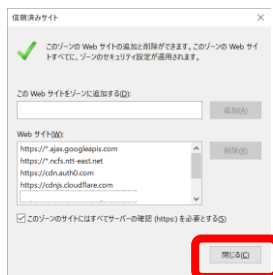 信頼済みサイト
このゾーンの Web サイトの追加と削除ができます。このゾーンの Web サイ
トすべてに、ゾーンのセキュリティ設定が適用されます。
この Web サイトをゾーンに追加する(D):
追加(A)
Web サイト(W):
https://*.ajax.googleapis.com
https://*.ncfs.ntt-east.net
https://cdn.auth0.com
https://cdnjs.cloudflare.com
削除(R)
このゾーンのサイトにはすべてサーバーの確認 (https:) を必要とする(S)
閉じる(C)